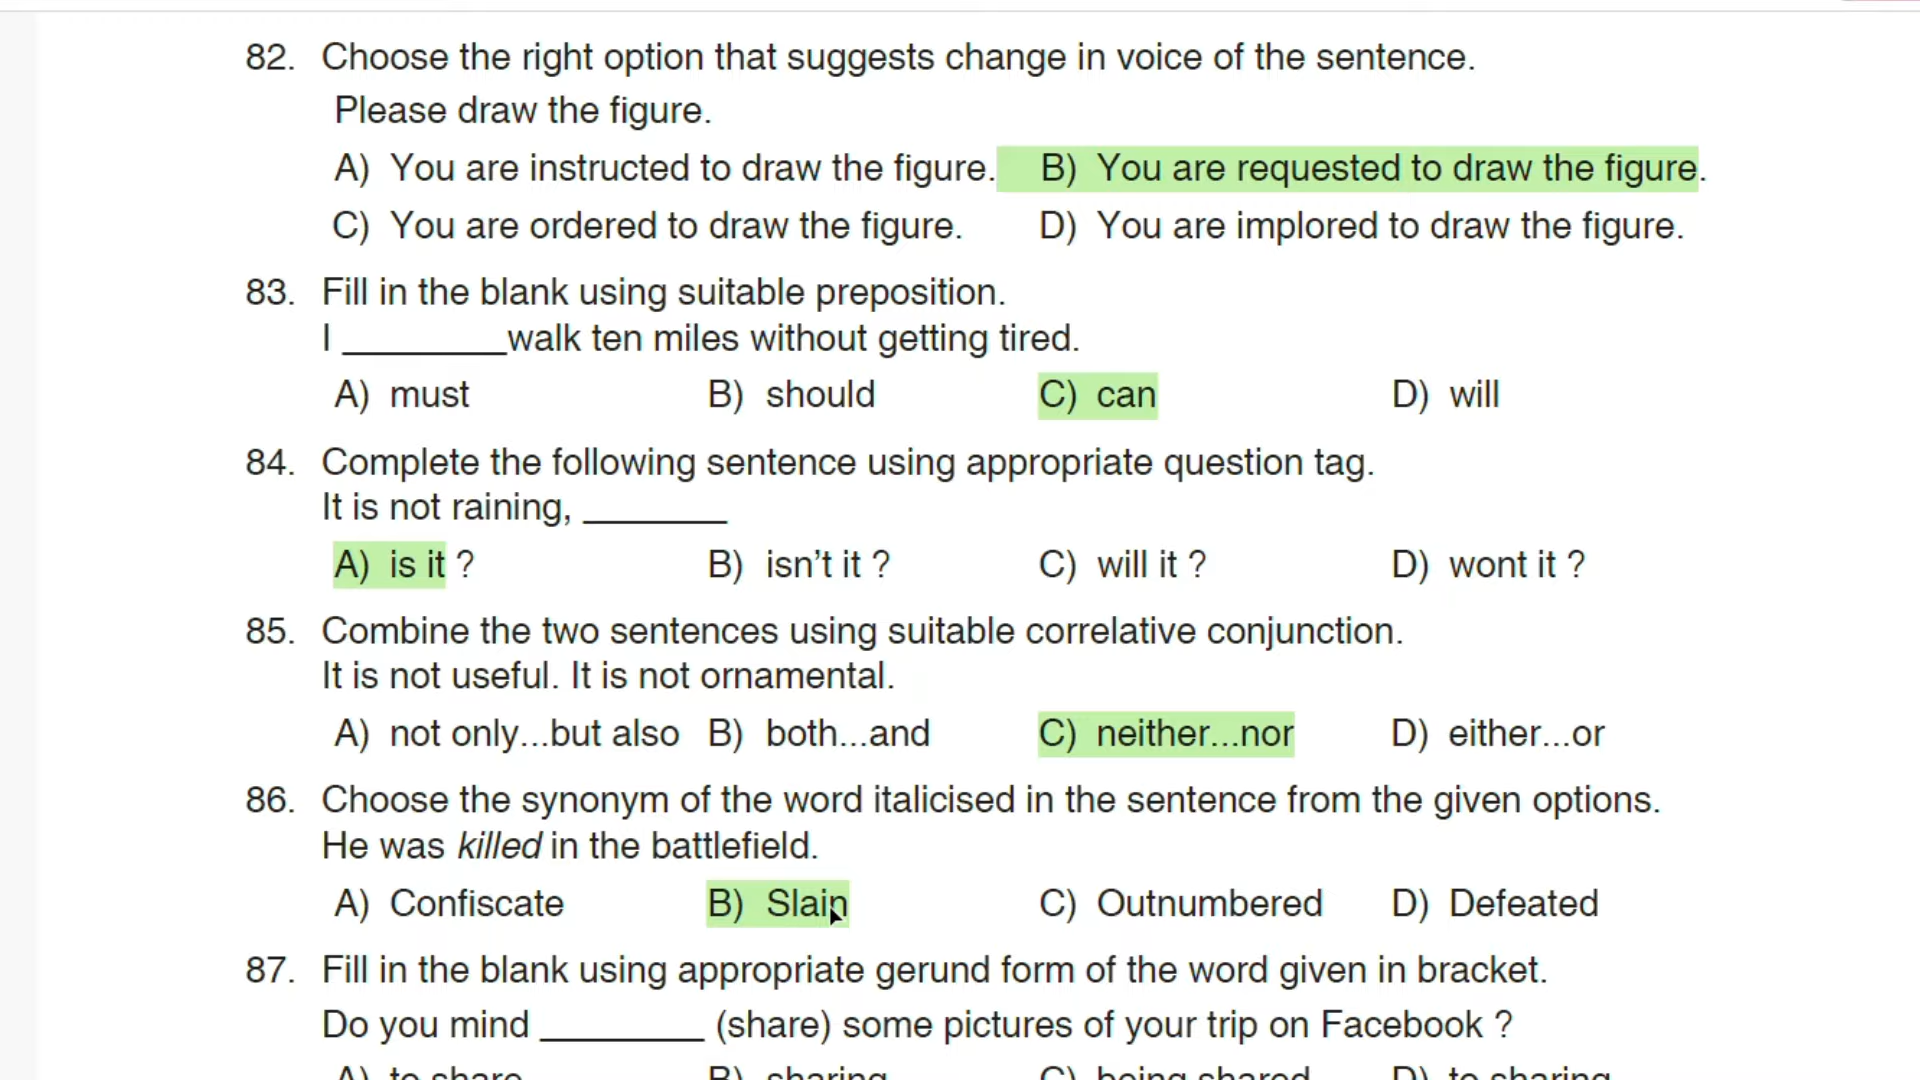 82. Choose the right option that suggests change in voice of the sentence.
Please draw the figure.
A) You are instructed to draw the figure. B) You are requested to draw the figure.
C) You are ordered to draw the figure. D) You are implored to draw the figure.
83. Fill in the blank using suitable preposition.
I ________walk ten miles without getting tired.
A) must B) should C) can D) will
84. Complete the following sentence using appropriate question tag.
It is not raining, _______
A) is it ? B) isn’t it ? C) will it ? D) wont it ?
85. Combine the two sentences using suitable correlative conjunction.
It is not useful. It is not ornamental.
A) not only...but also B) both...and C) neither...nor D) either...or
86. Choose the synonym of the word italicised in the sentence from the given options.
He was killed in the battlefield.
A) Confiscate B) Slain C) Outnumbered D) Defeated
87. Fill in the blank using appropriate gerund form of the word given in bracket.
Do you mind ________ (share) some pictures of your trip on Facebook ?
A) to share B) sharing C) being shared D) to sharing